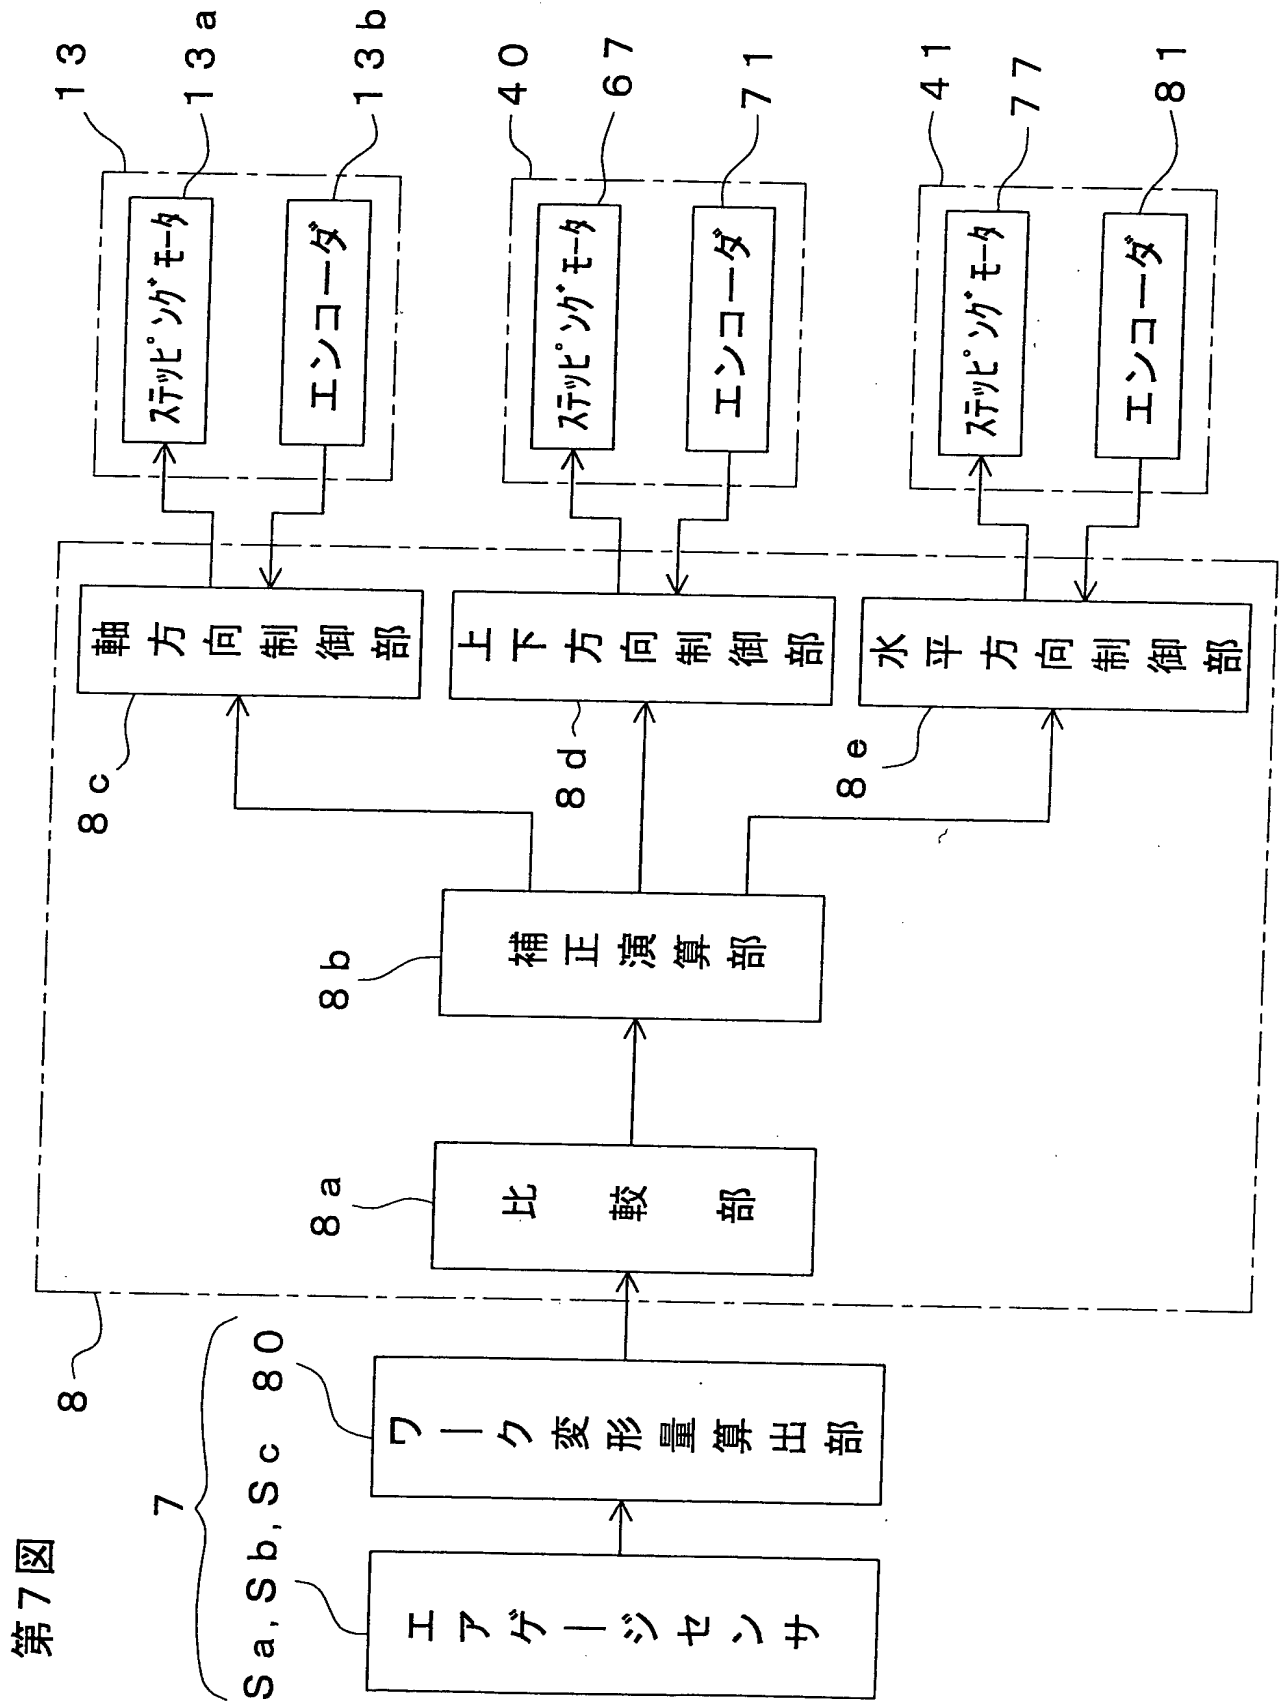 第７図
７
Ｓａ，Ｓｂ，Ｓｃ
８０
エアゲージセンサ
ワーク変形量算出部
８
８ａ
比較部
８ｂ
補正演算部
８ｃ
軸方向制御部
８ｄ
上下方向制御部
８ｅ
水平方向制御部
１３
１３ａ
ｽﾃｯﾋﾟﾝｸﾞﾓｰﾀ
１３ｂ
エンコーダ
４０
６７
ｽﾃｯﾋﾟﾝｸﾞﾓｰﾀ
７１
エンコーダ
４１
７７
ｽﾃｯﾋﾟﾝｸﾞﾓｰﾀ
８１
エンコーダ